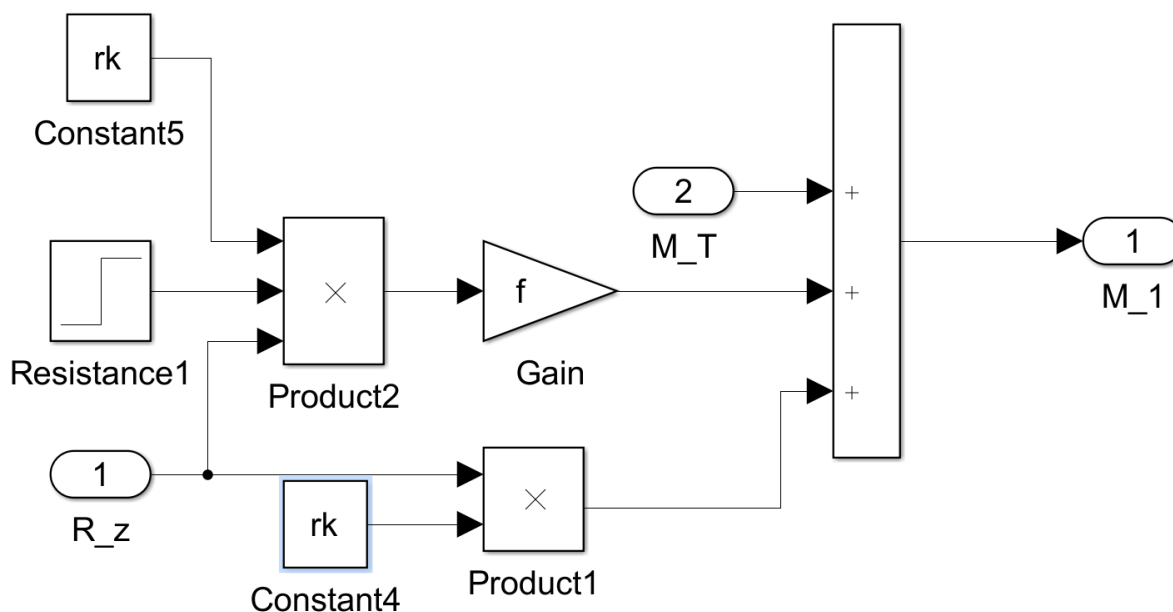 rk
Constant5
2
M_T
+
1
M_1
Resistance1
×
Product2
f
Gain
+
+
1
R_z
rk
Constant4
×
Product1